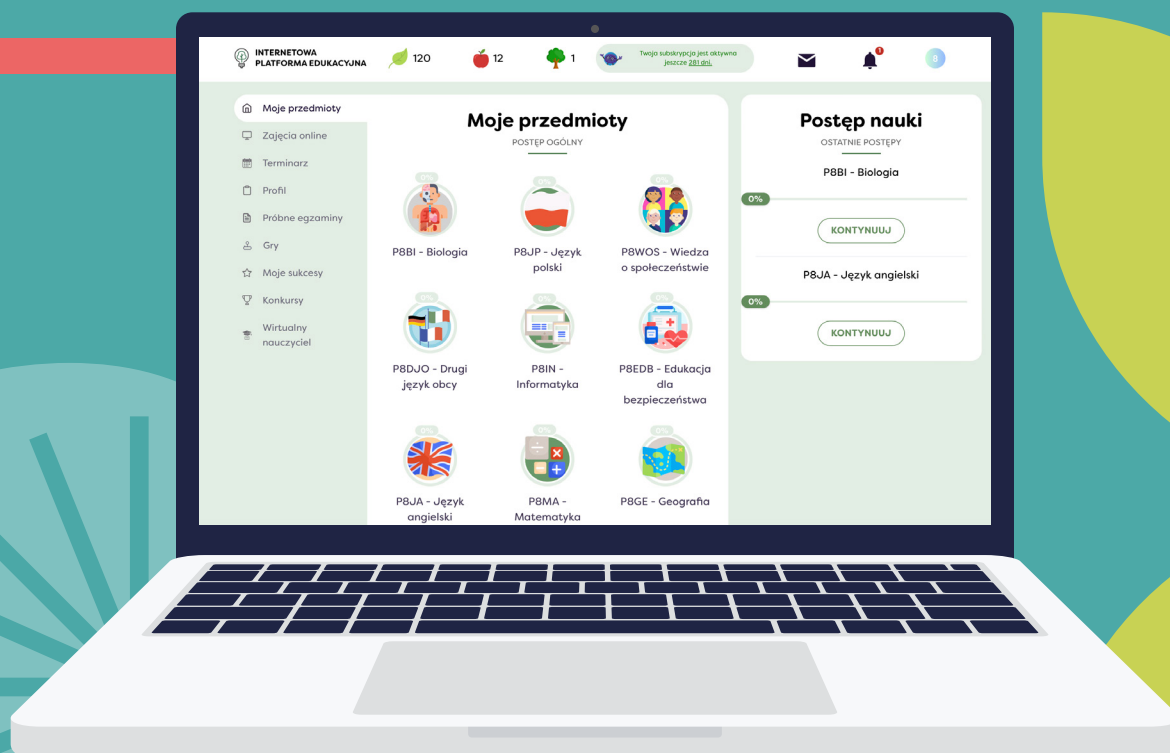 INTERNETOWA
PLATFORMA EDUKACYJNA
120
12
1
Twoja subskrypcja jest aktywna
jeszcze 281 dni.
1
8
Moje przedmioty
Zajęcia online
Terminarz
Profil
Próbne egzaminy
Gry
Moje sukcesy
Konkursy
Wirtualny
nauczyciel
Moje przedmioty
POSTĘP OGÓLNY
0%
0%
0%
P8BI - Biologia
P8JP - Język
polski
P8WOS - Wiedza
o społeczeństwie
0%
0%
0%
P8DJO - Drugi
język obcy
P8IN -
Informatyka
P8EDB - Edukacja
dla
bezpieczeństwa
0%
0%
0%
P8JA - Język
angielski
P8MA -
Matematyka
P8GE - Geografia
Postęp nauki
OSTATNIE POSTĘPY
P8BI - Biologia
0%
KONTYNUUJ
P8JA - Język angielski
0%
KONTYNUUJ